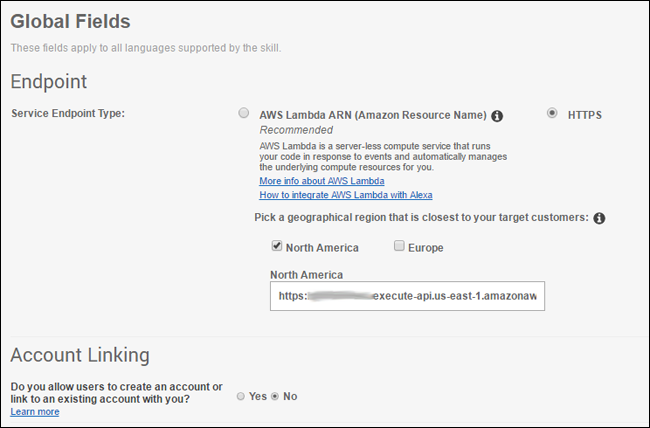 Global Fields
These fields apply to all languages supported by the skill.
Endpoint
Service Endpoint Type:
AWS Lambda ARN (Amazon Resource Name)
HTTPS
Recommended
AWS Lambda is a server-less compute service that runs
your code in response to events and automatically manages
the underlying compute resources for you.
More info about AWS Lambda
How to integrate AWS Lambda with Alexa
Pick a geographical region that is closest to your target customers:
North America
Europe
North America
https: execute-api.us-east-1.amazonaw
Account Linking
Do you allow users to create an account or
link to an existing account with you?
Yes No
Learn more